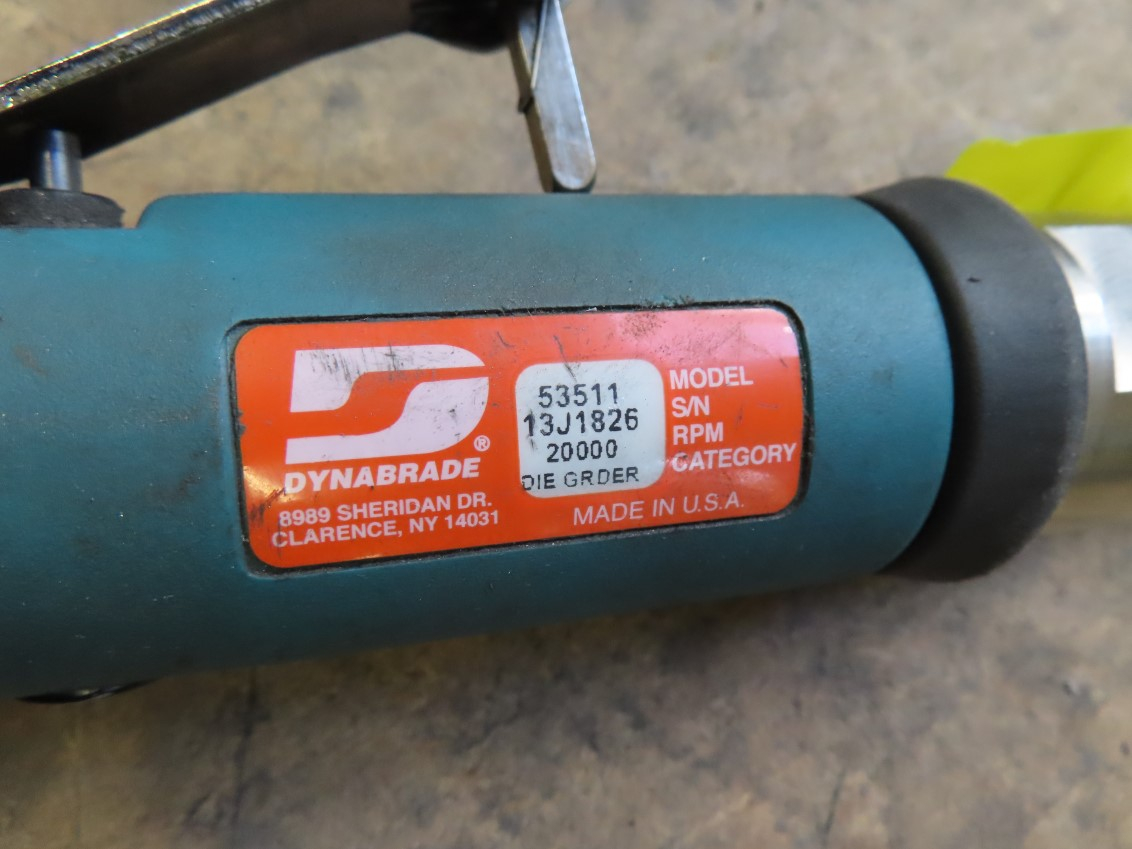 DYNABRADE®
8989 SHERIDAN DR.
CLARENCE, NY 14031
53511 MODEL
13J1826 S/N
20000 RPM
DIE GRDER CATEGORY
MADE IN U.S.A.